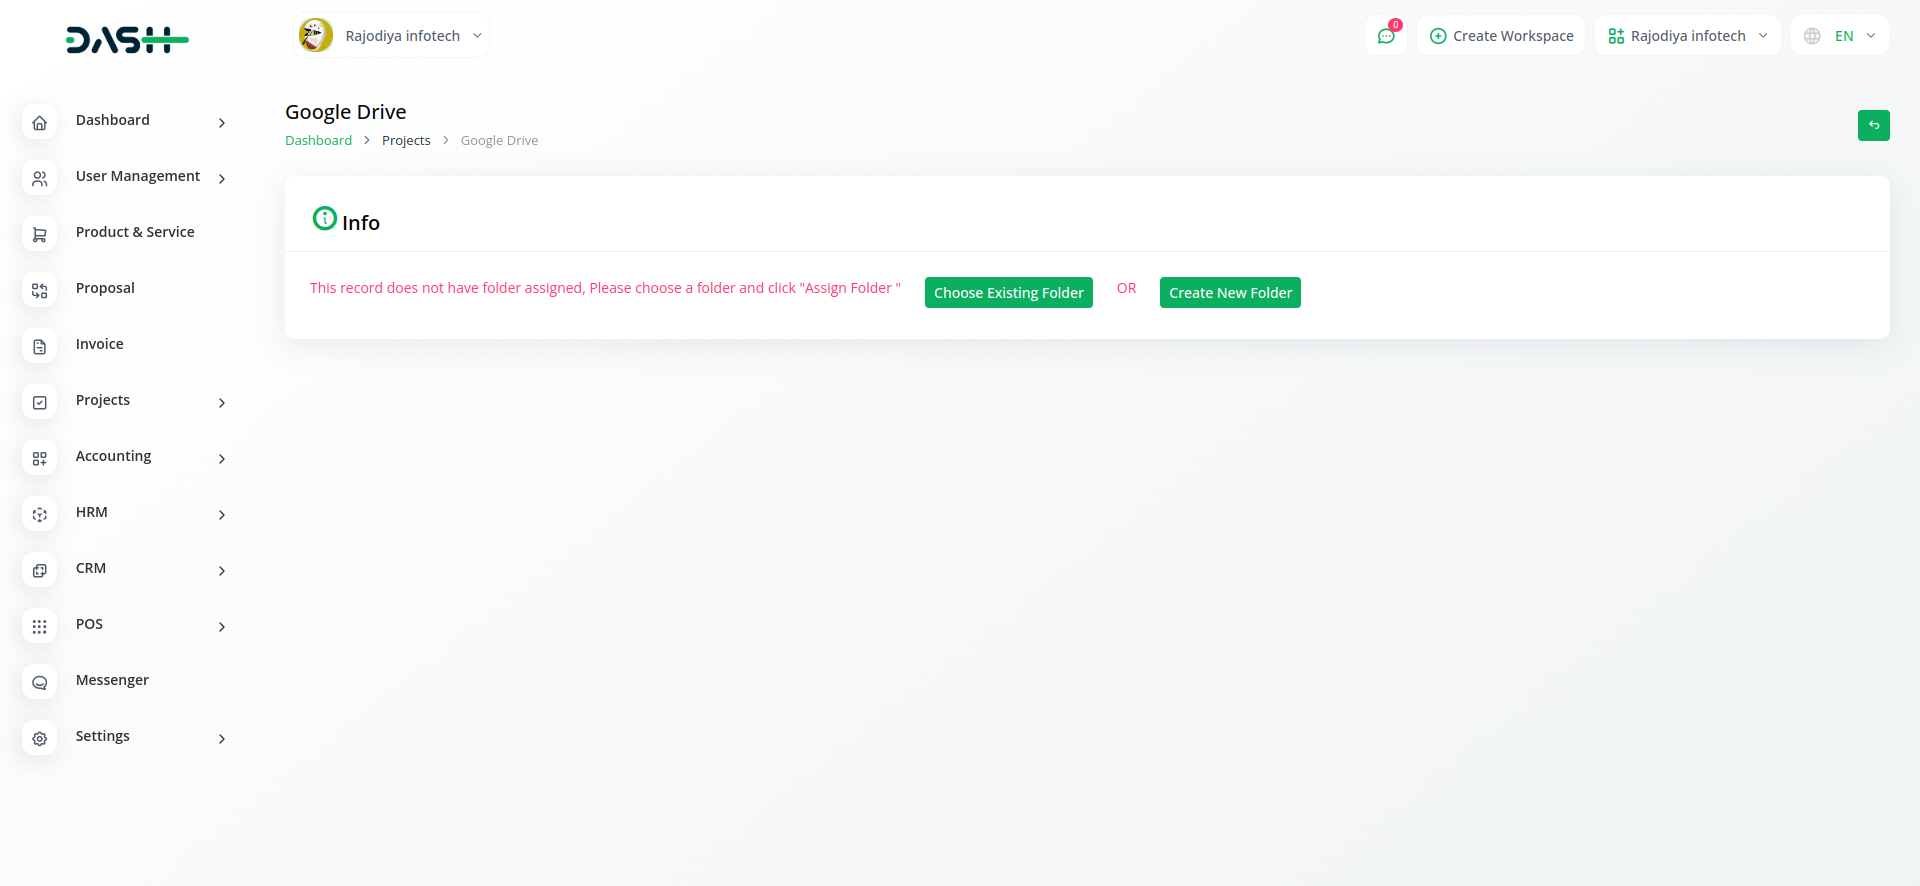 DASH
Rajodiya infotech
0
Create Workspace
Rajodiya infotech
EN
Dashboard
User Management
Product & Service
Proposal
Invoice
Projects
Accounting
HRM
CRM
POS
Messenger
Settings
Google Drive
Dashboard > Projects > Google Drive
Info
This record does not have folder assigned, Please choose a folder and click "Assign Folder " Choose Existing Folder OR Create New Folder